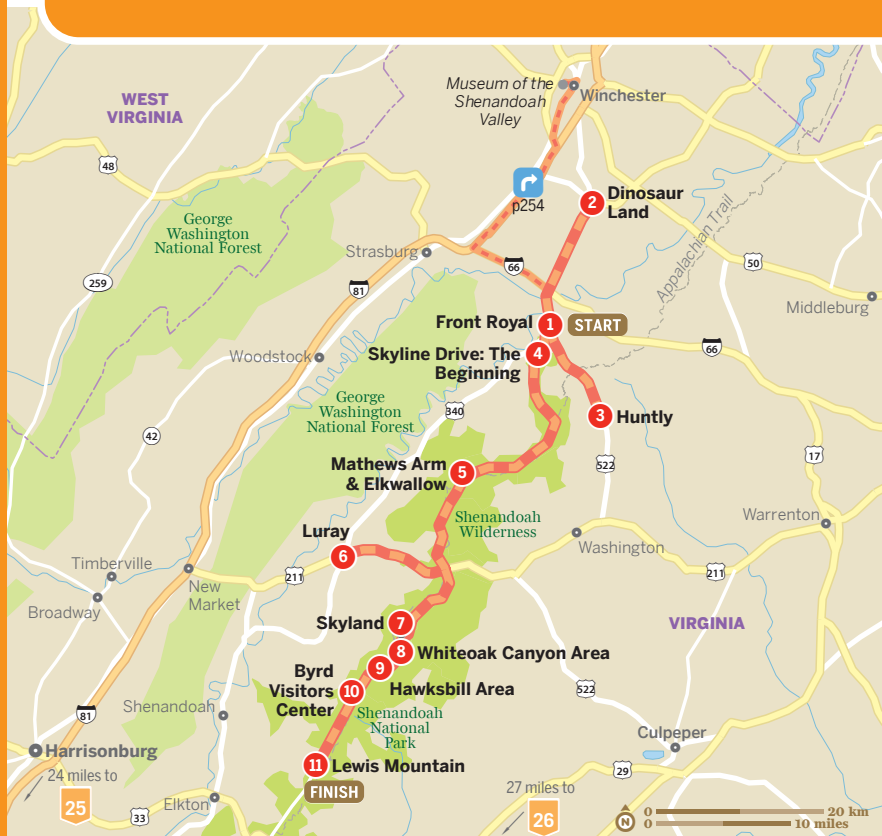 Museum of the
Shenandoah
Valley
Winchester
WEST
VIRGINIA
48
p254
2
Dinosaur
Land
George
Washington
National Forest
Strasburg
66
Appalachian Trail
50
259
81
Middleburg
Front Royal
1
START
Skyline Drive: The
Beginning
4
66
Woodstock
George
Washington
National Forest
340
3
Huntly
42
522
17
Mathews Arm
& Elkwallow
5
Shenandoah
Wilderness
Warrenton
Luray
6
Washington
Timberville
211
211
New
Market
Broadway
Skyland
7
VIRGINIA
8
Whiteoak Canyon Area
9
Hawksbill Area
Byrd
Visitors
Center
10
522
Shenandoah
81
Shenandoah
National
Park
Culpeper
Harrisonburg
11
Lewis Mountain
29
24 miles to
25
FINISH
27 miles to
26
Elkton
33
N
0
20 km
0
10 miles